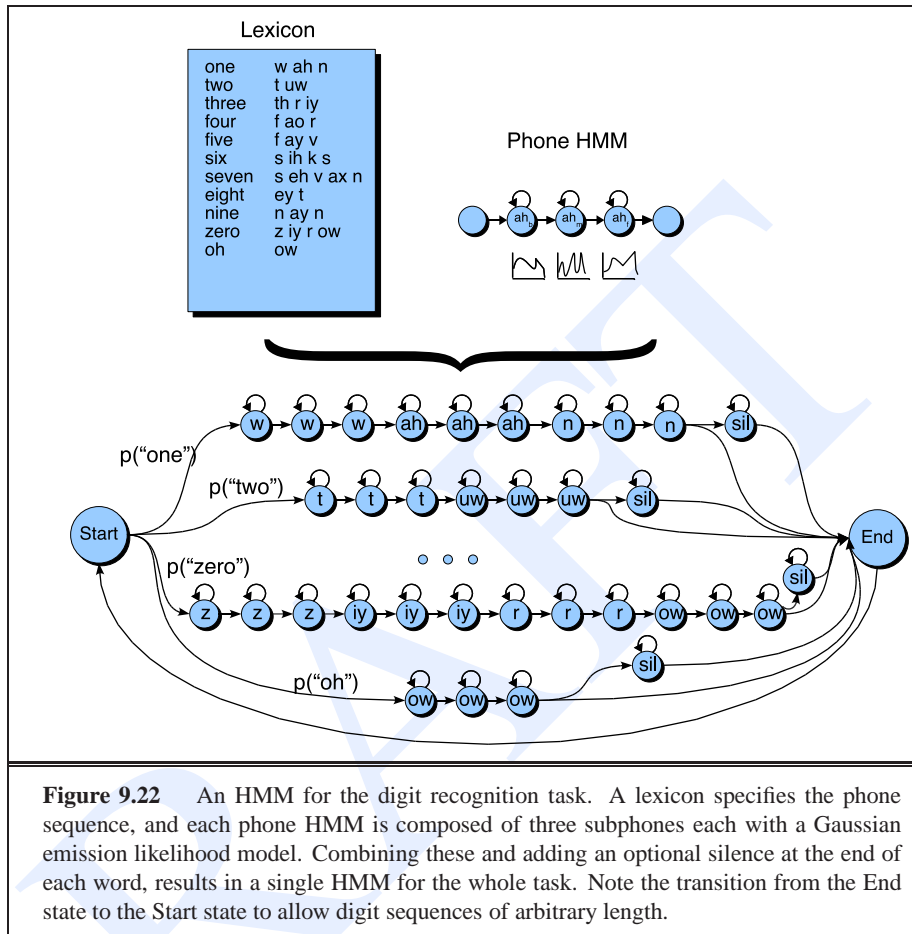 Lexicon
one w ah n
two t uw
three th r iy
four f ao r
five f ay v
six s ih k s
seven s eh v ax n
eight ey t
nine n ay n
zero z iy r ow
oh ow
Phone HMM
ah_b ah_m ah_f
w w w ah ah ah n n n sil
p("one")
p("two")
t t t uw uw uw sil
Start
End
p("zero")
sil
z z z iy iy iy r r r ow ow ow
sil
p("oh")
ow ow ow
Figure 9.22 An HMM for the digit recognition task. A lexicon specifies the phone
sequence, and each phone HMM is composed of three subphones each with a Gaussian
emission likelihood model. Combining these and adding an optional silence at the end of
each word, results in a single HMM for the whole task. Note the transition from the End
state to the Start state to allow digit sequences of arbitrary length.
RAFT